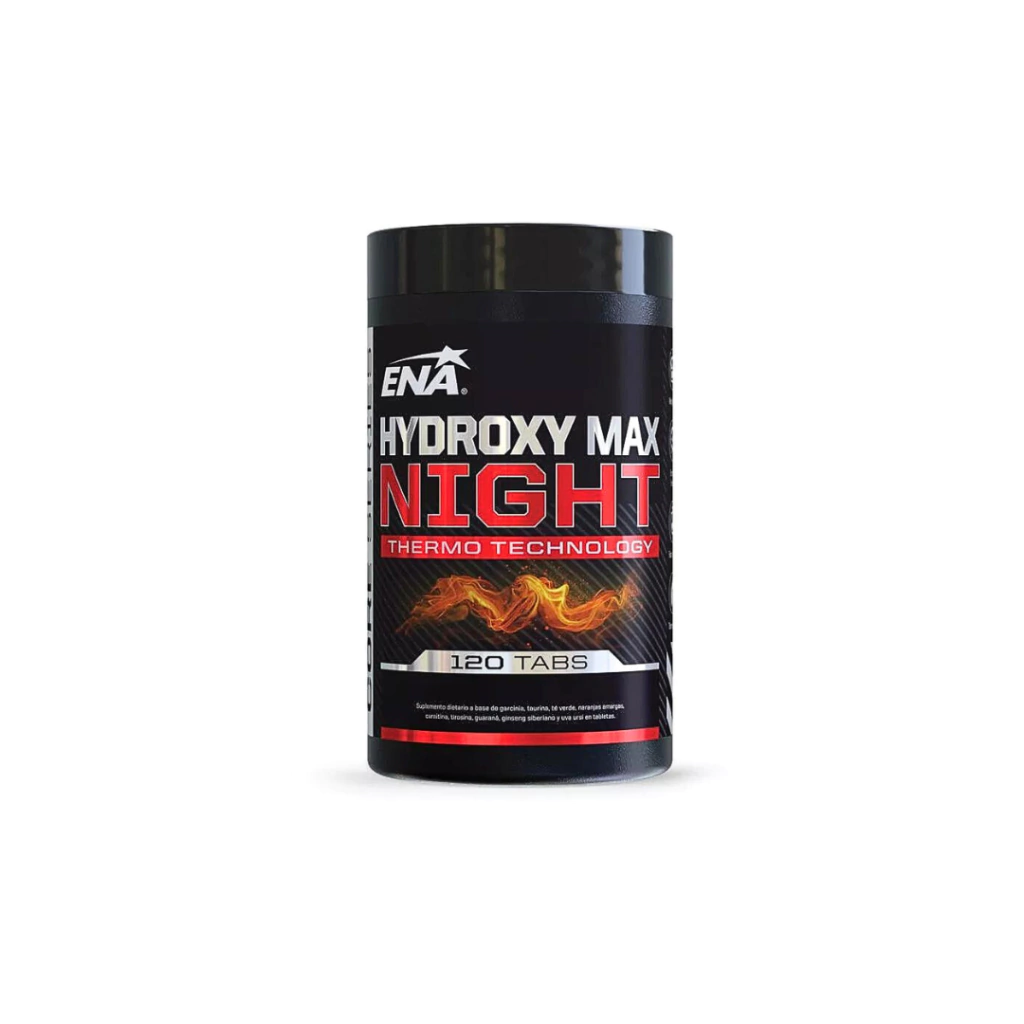 ENA®
HYDROXY MAX
NIGHT
THERMO TECHNOLOGY
120 TABS
Suplemento dietario a base de garcinia, taurina, té verde, naranjas amargas,
carnitina, tirosina, guaraná, ginseng siberiano y uva ursi en tabletas.